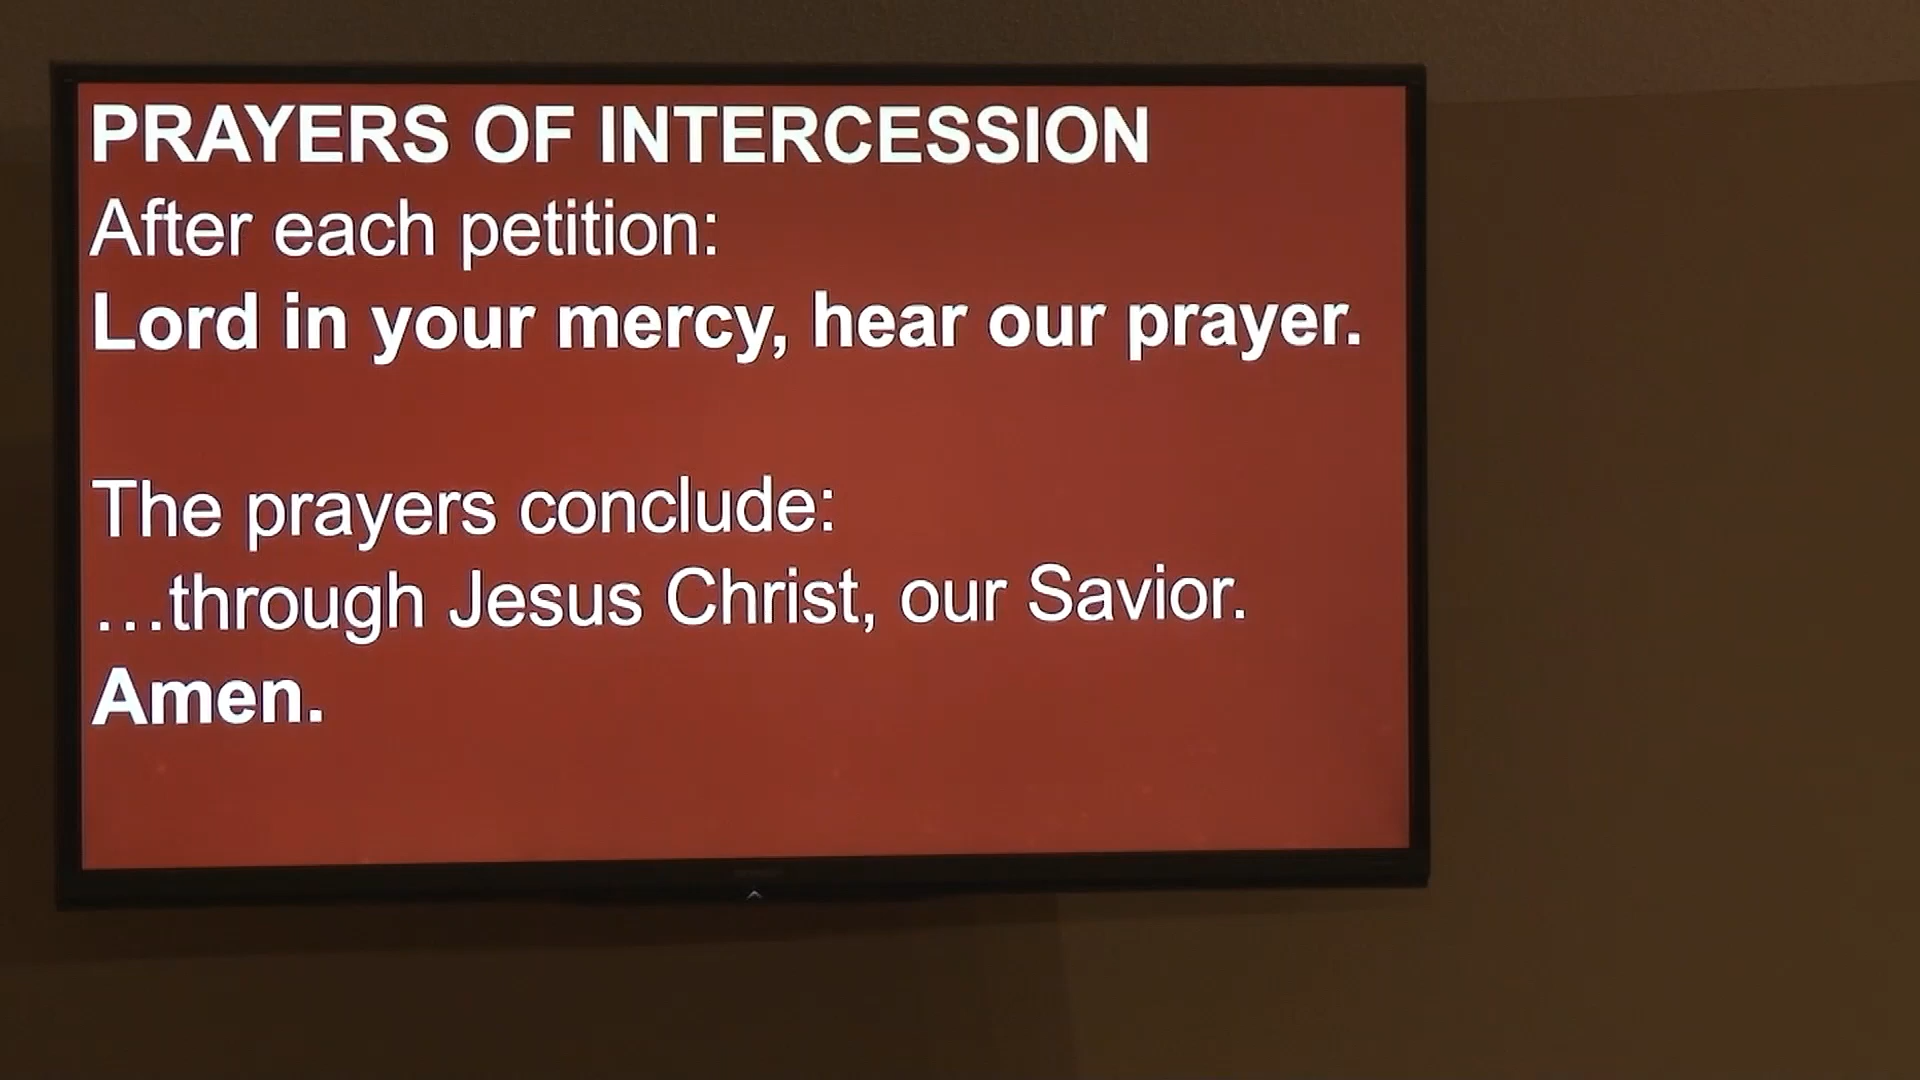 PRAYERS OF INTERCESSION
After each petition:
Lord in your mercy, hear our prayer.
The prayers conclude:
…through Jesus Christ, our Savior.
Amen.